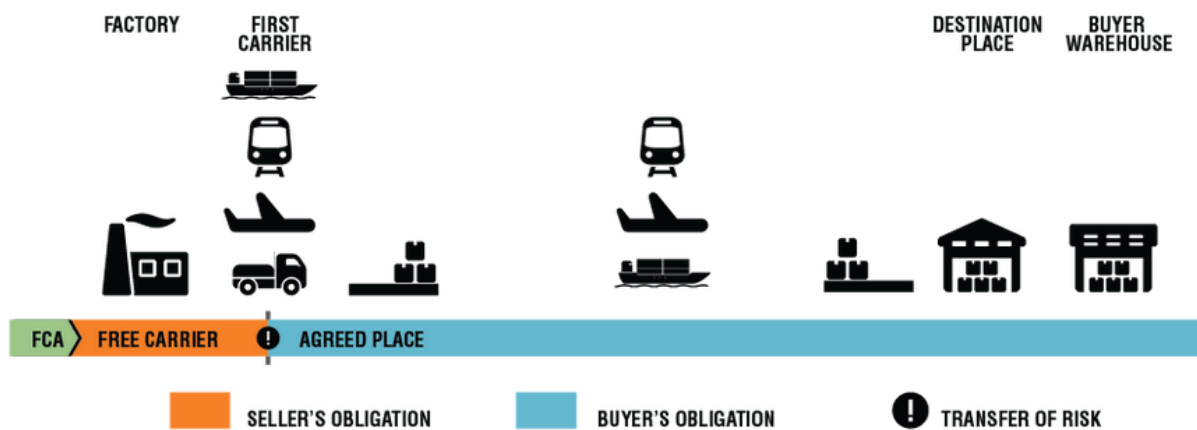 FACTORY
FIRST
CARRIER
DESTINATION
PLACE
BUYER
WAREHOUSE
FCA
FREE CARRIER
!
AGREED PLACE
SELLER'S OBLIGATION
BUYER'S OBLIGATION
!
TRANSFER OF RISK